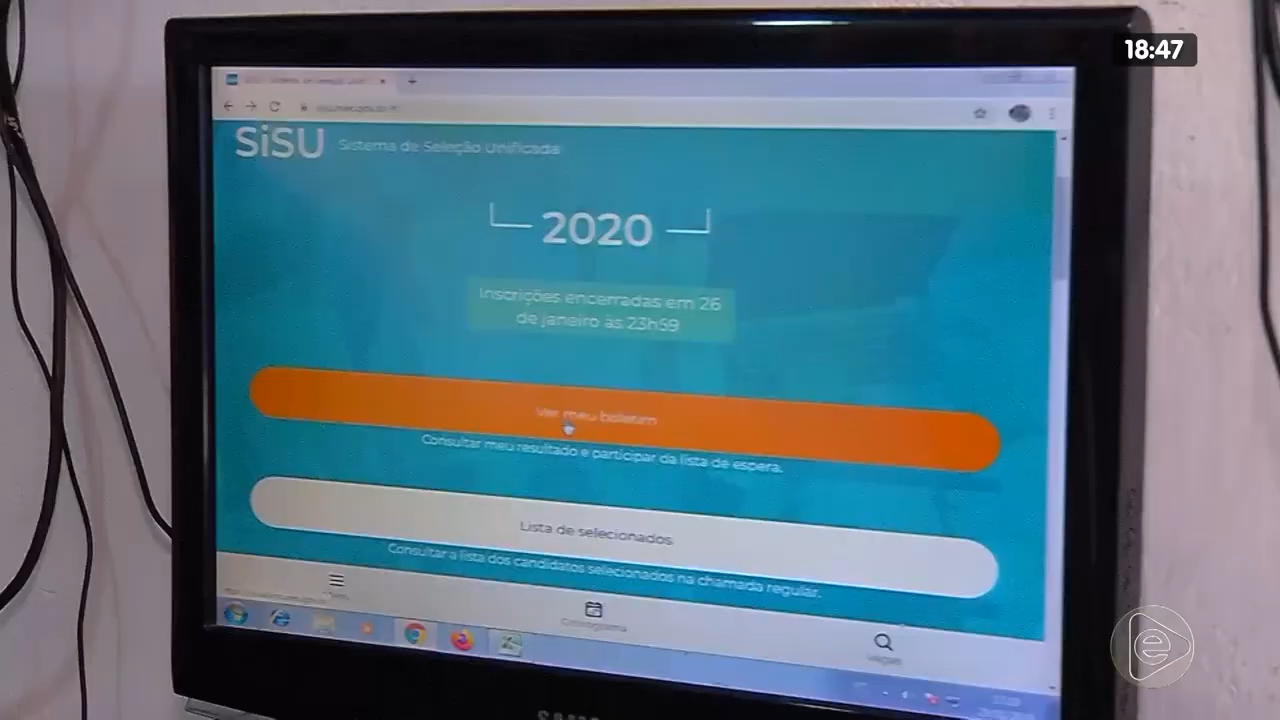 18:47
SiSU Sistema de Seleção Unificada
2020
Inscrições encerradas em 26
de janeiro às 23h59
Ver meu boletim
Consultar meu resultado e participar da lista de espera.
Lista de selecionados
Consultar a lista dos candidatos selecionados na chamada regular.
Cronograma